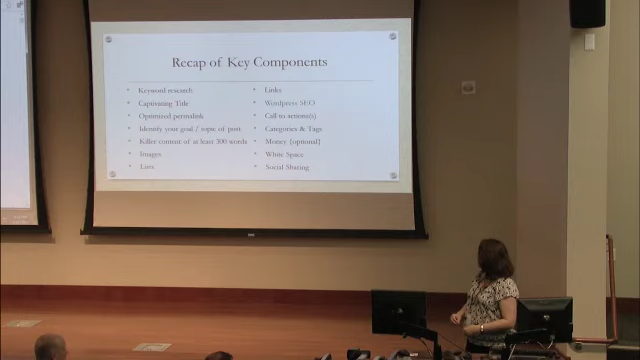 Recap of Key Components
Keyword research
Captivating Title
Optimized permalink
Identify your goal / topic of post
Killer content of at least 300 words
Images
Lists
Links
Wordpress SEO
Call to actions(s)
Categories & Tags
Money [optional]
White Space
Social Sharing